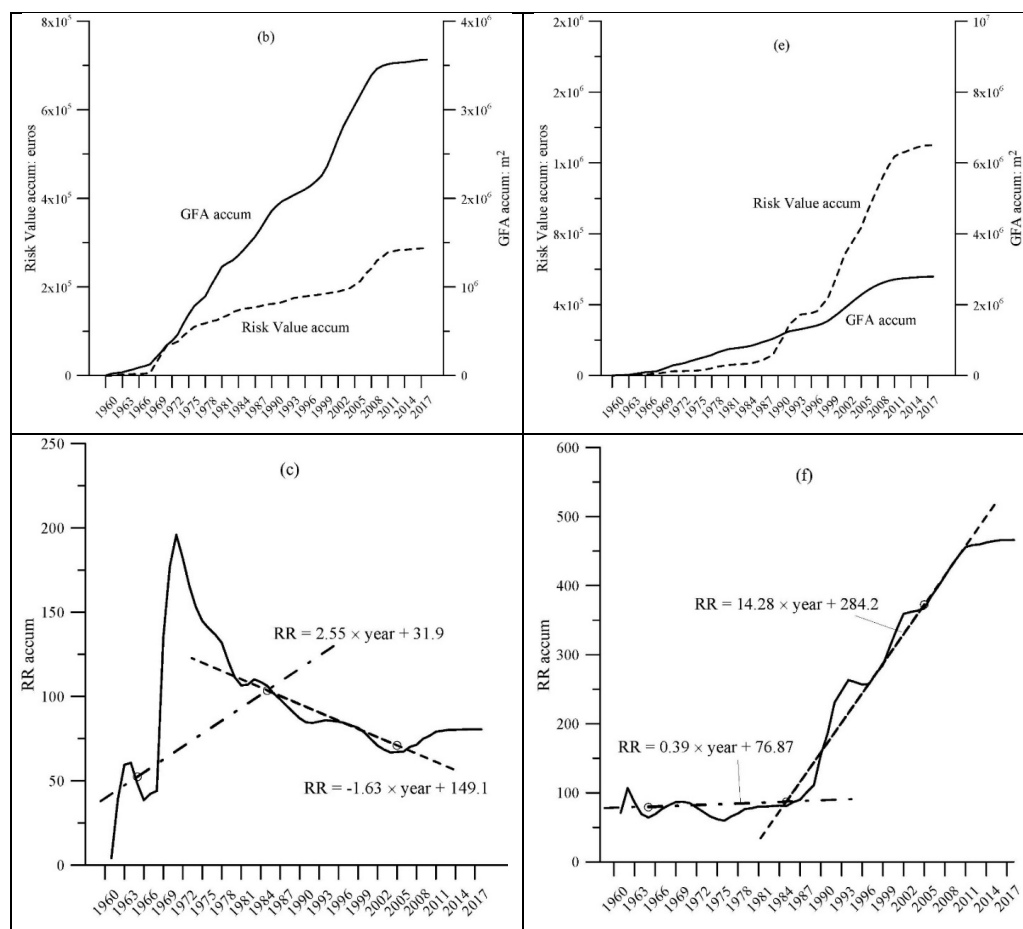 (b)
8x10⁵
6x10⁵
4x10⁵
2x10⁵
0
Risk Value accum: euros
4x10⁶
3x10⁶
2x10⁶
10⁶
0
GFA accum: m²
GFA accum
Risk Value accum
1960 1963 1966 1969 1972 1975 1978 1981 1984 1987 1990 1993 1996 1999 2002 2005 2008 2011 2014 2017
(e)
2x10⁶
2x10⁶
1x10⁶
8x10⁵
4x10⁵
0
Risk Value accum: euros
10⁷
8x10⁶
6x10⁶
4x10⁶
2x10⁶
0
GFA accum: m²
Risk Value accum
GFA accum
1960 1963 1966 1969 1972 1975 1978 1981 1984 1987 1990 1993 1996 1999 2002 2005 2008 2011 2014 2017
(c)
250
200
150
100
50
0
RR accum
RR = 2.55 × year + 31.9
RR = -1.63 × year + 149.1
1960 1963 1966 1969 1972 1975 1978 1981 1984 1987 1990 1993 1996 1999 2002 2005 2008 2011 2014 2017
(f)
600
500
400
300
200
100
0
RR accum
RR = 14.28 × year + 284.2
RR = 0.39 × year + 76.87
1960 1963 1966 1969 1972 1975 1978 1981 1984 1987 1990 1993 1996 1999 2002 2005 2008 2011 2014 2017